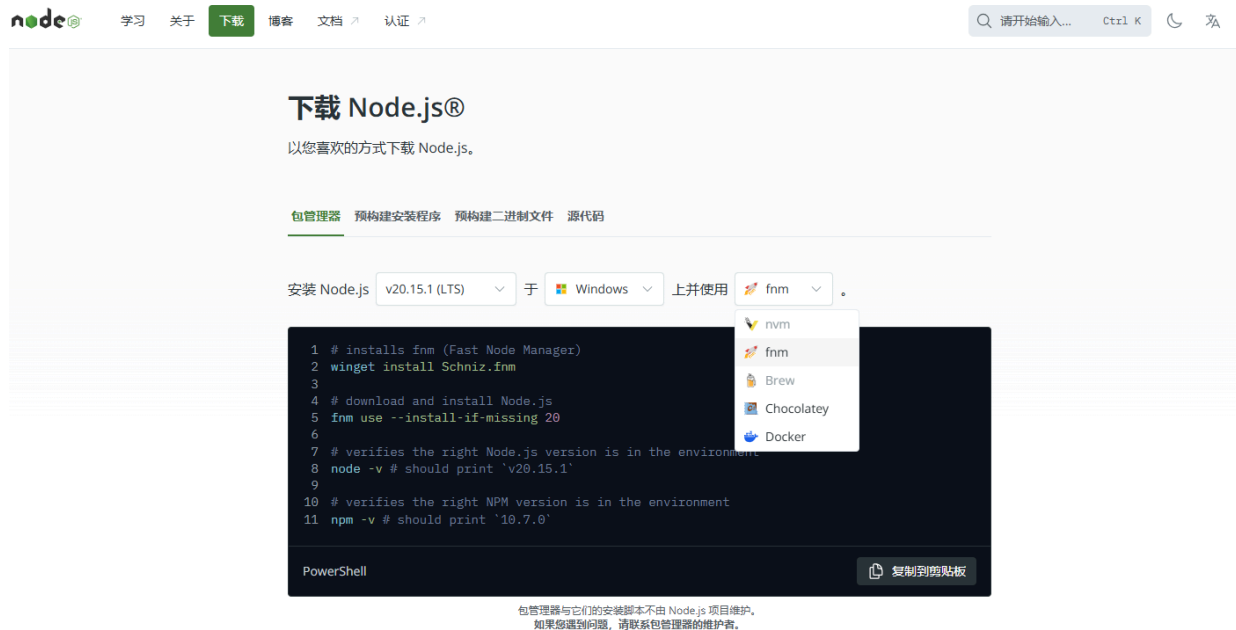 node JS 学习 关于 下载 博客 文档 认证 请开始输入... Ctrl K
下载 Node.js®
以您喜欢的方式下载 Node.js。
包管理器 预构建安装程序 预构建二进制文件 源代码
安装 Node.js v20.15.1 (LTS) 于 Windows 上并使用 fnm 。
nvm
fnm
Brew
Chocolatey
Docker
1 # installs fnm (Fast Node Manager)
2 winget install Schniz.fnm
3
4 # download and install Node.js
5 fnm use --install-if-missing 20
6
7 # verifies the right Node.js version is in the environment
8 node -v # should print `v20.15.1`
9
10 # verifies the right NPM version is in the environment
11 npm -v # should print `10.7.0`
PowerShell 复制到剪贴板
包管理器与它们的安装脚本不由 Node.js 项目维护。
如果您遇到问题，请联系包管理器的维护者。